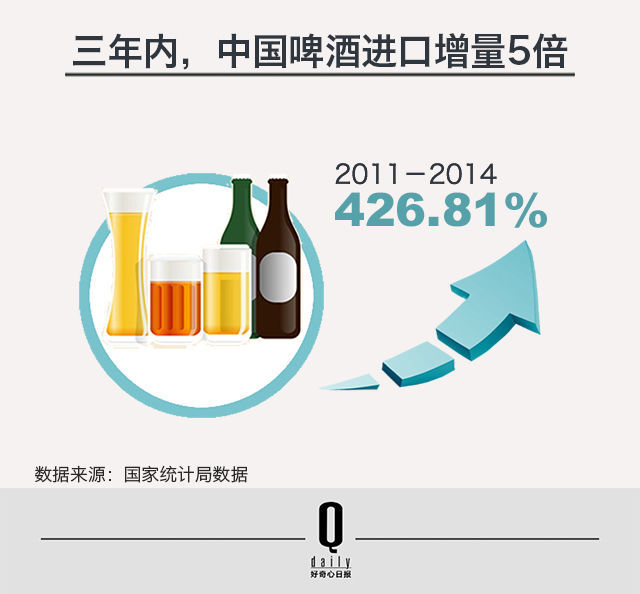 三年内，中国啤酒进口增量5倍
2011－2014
426.81%
数据来源：国家统计局数据
Q
daily
好奇心日报